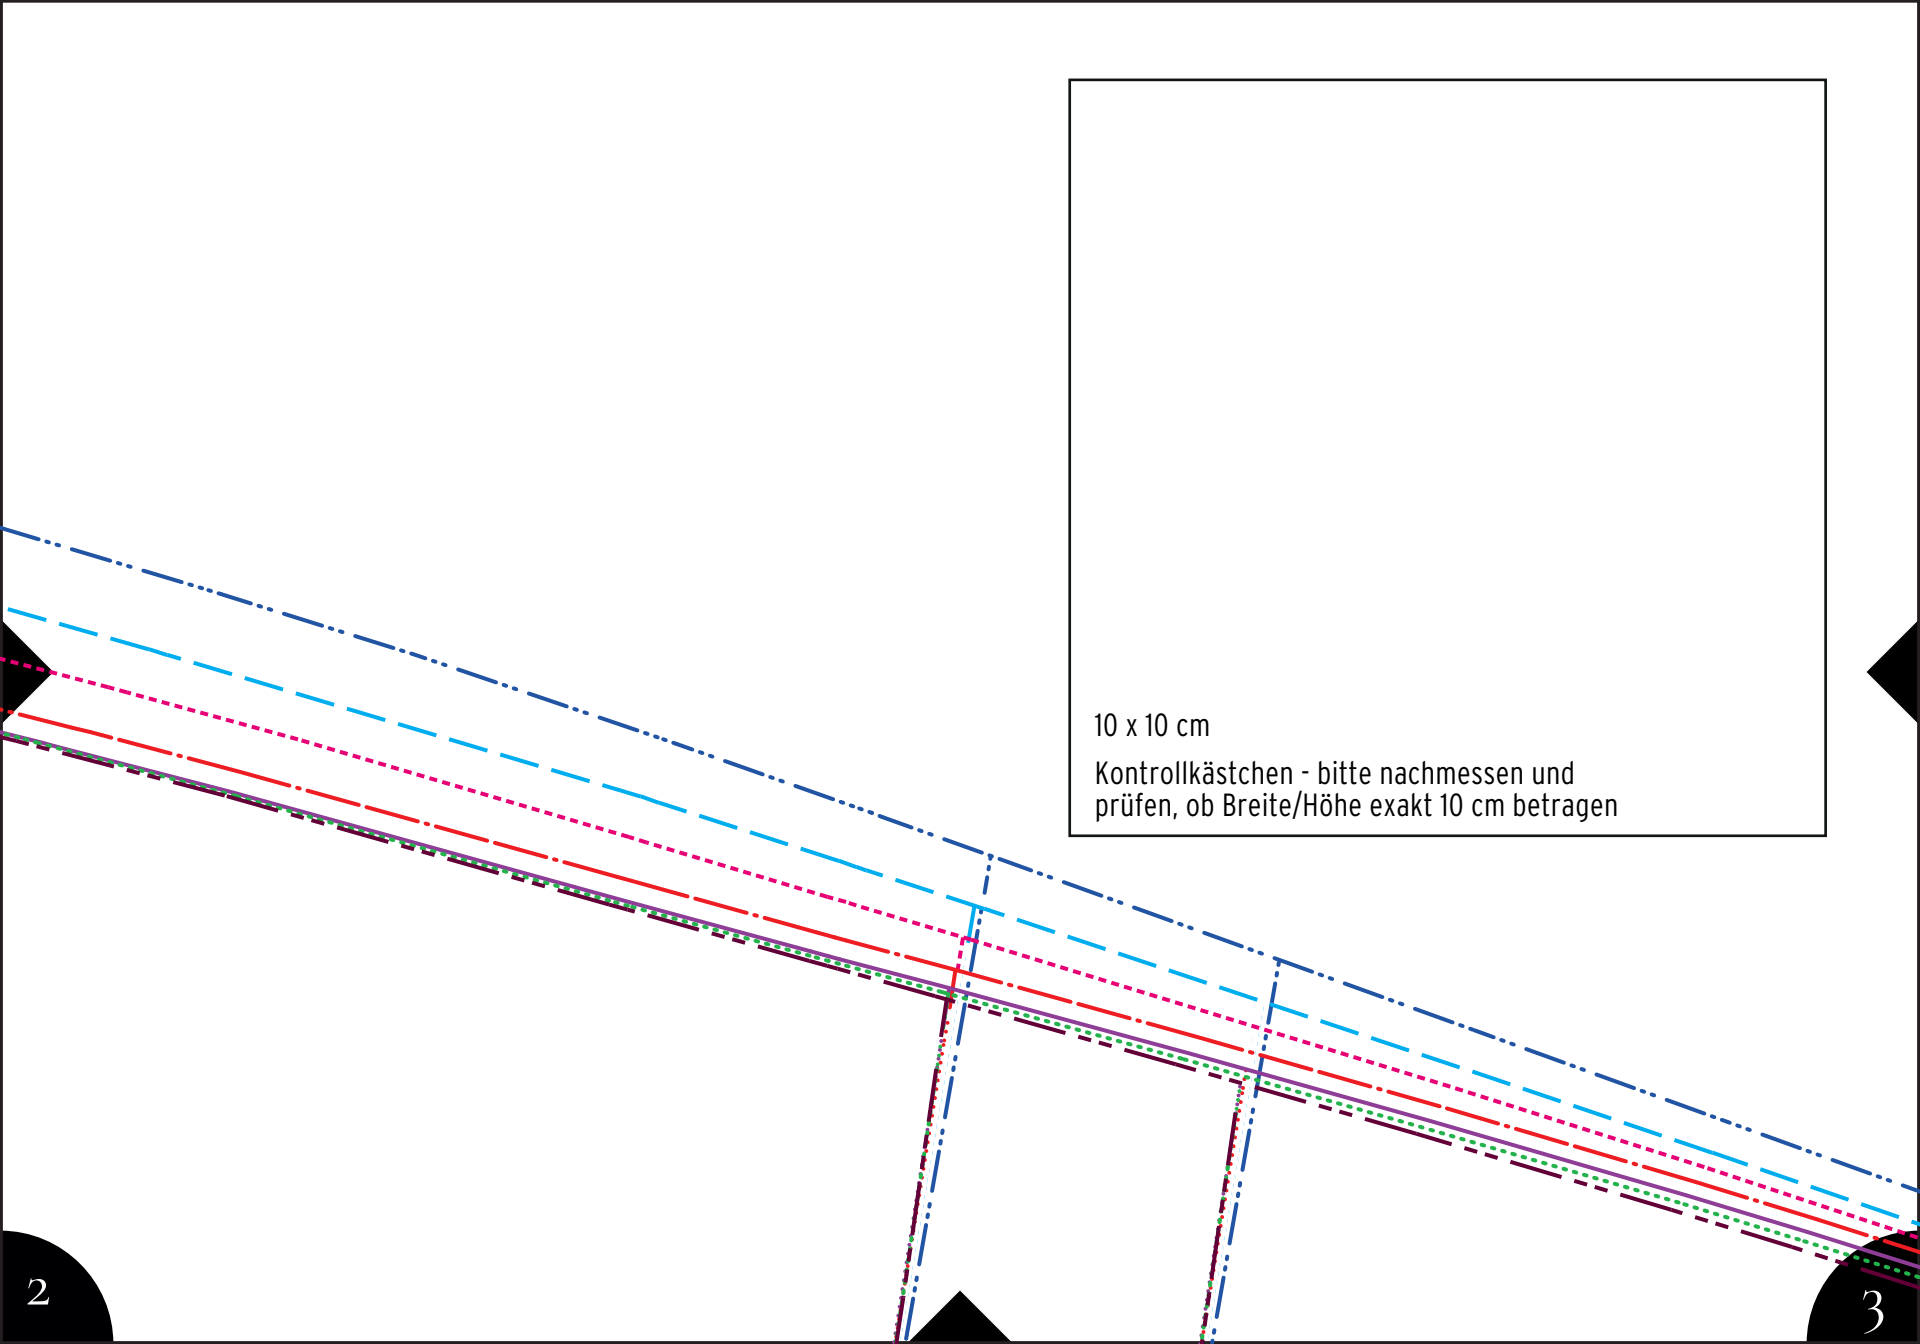 10 x 10 cm
Kontrollkästchen - bitte nachmessen und
prüfen, ob Breite/Höhe exakt 10 cm betragen
2
3